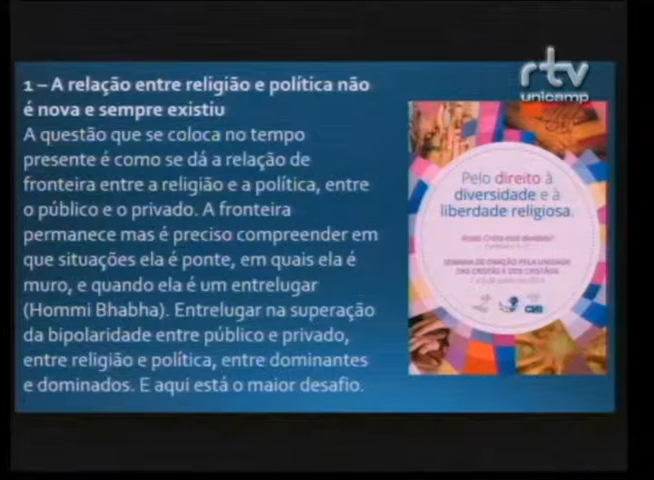 1 – A relação entre religião e política não
é nova e sempre existiu
A questão que se coloca no tempo
presente é como se dá a relação de
fronteira entre a religião e a política, entre
o público e o privado. A fronteira
permanece mas é preciso compreender em
que situações ela é ponte, em quais ela é
muro, e quando ela é um entrelugar
(Hommi Bhabha). Entrelugar na superação
da bipolaridade entre público e privado,
entre religião e política, entre dominantes
e dominados. E aqui está o maior desafio.
rtv
unicamp
Pelo direito à
diversidade e à
liberdade religiosa.
SEMANA DE ORAÇÃO PELA UNIDADE
DOS CRISTÃOS E DAS CRISTÃS